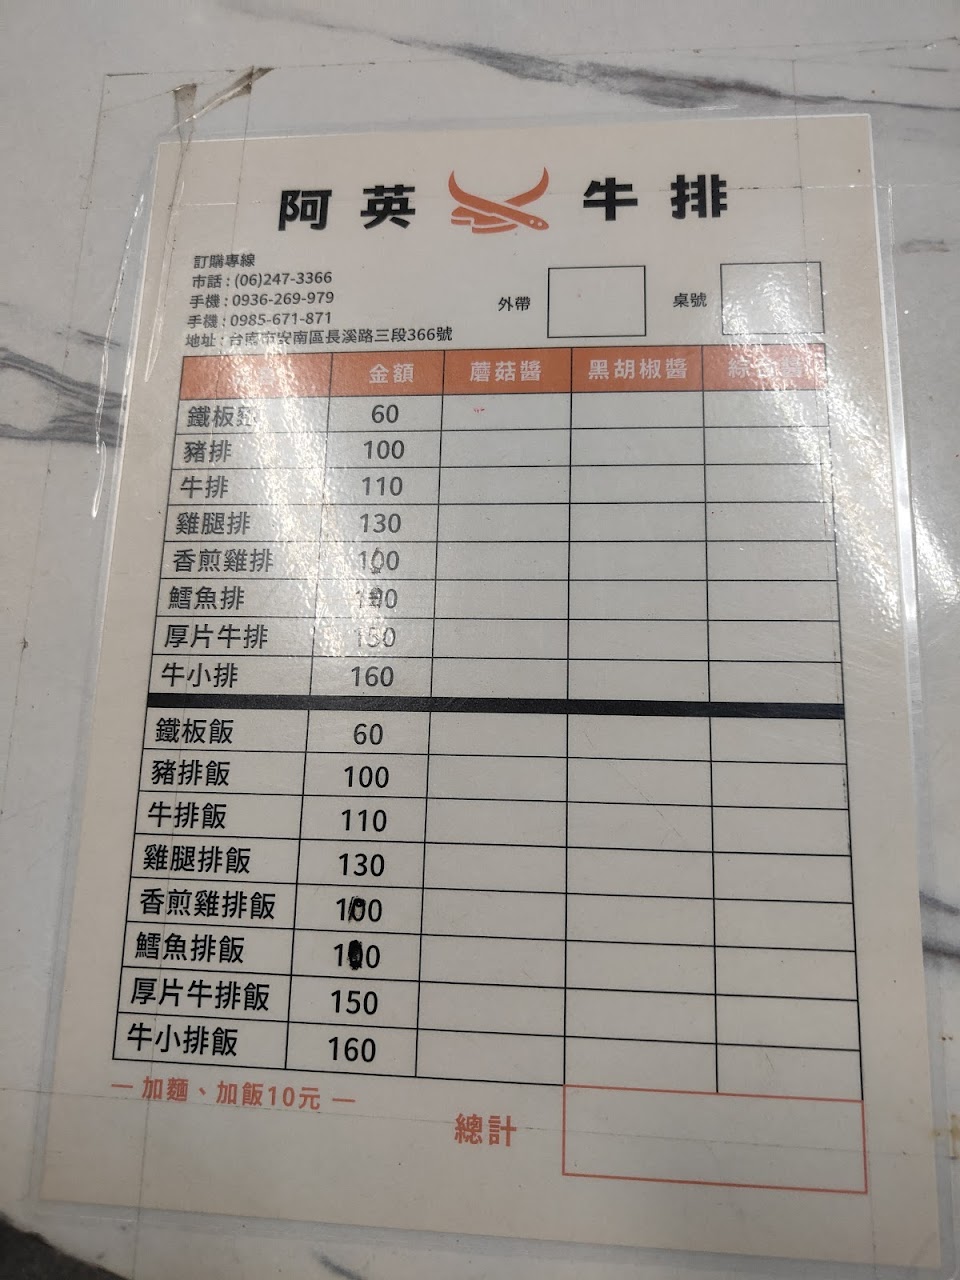 阿英 牛排
訂購專線
市話 : (06)247-3366
手機 : 0936-269-979
手機 : 0985-671-871
地址 : 台南市安南區長溪路三段366號
外帶 桌號
金額 蘑菇醬 黑胡椒醬 綜合醬
鐵板麵 60
豬排 100
牛排 110
雞腿排 130
香煎雞排
鱈魚排
厚片牛排 150
牛小排 160
鐵板飯 60
豬排飯 100
牛排飯 110
雞腿排飯 130
香煎雞排飯
鱈魚排飯
厚片牛排飯 150
牛小排飯 160
— 加麵、加飯10元 —
總計